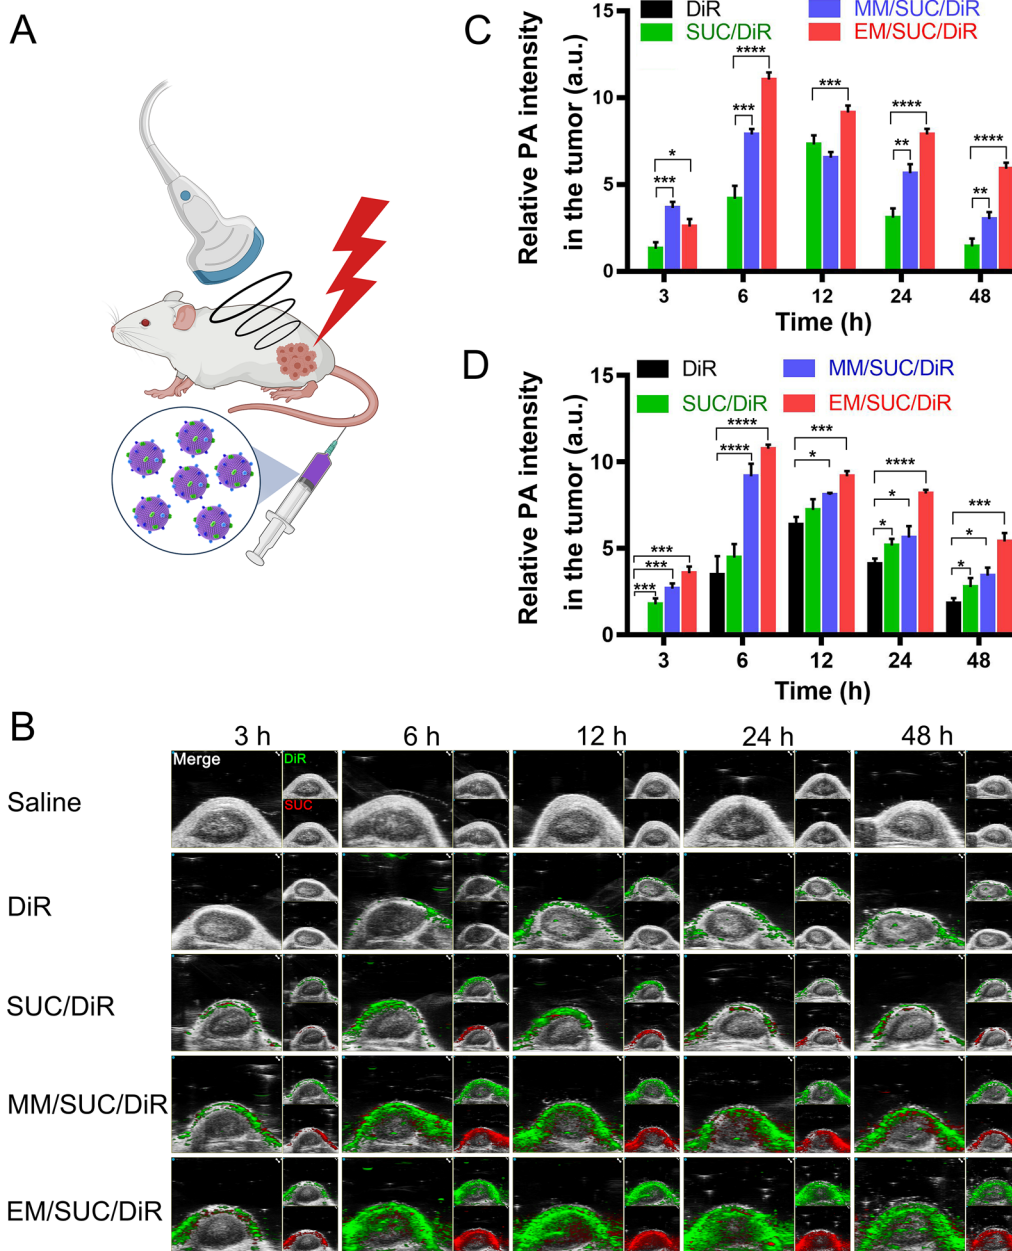 A
C
Relative PA intensity
in the tumor (a.u.)
DiR
MM/SUC/DiR
SUC/DiR
EM/SUC/DiR
15
10
5
0
*
***
****
***
***
****
**
****
**
3
6
12
24
48
Time (h)
D
Relative PA intensity
in the tumor (a.u.)
DiR
MM/SUC/DiR
SUC/DiR
EM/SUC/DiR
15
10
5
0
***
***
***
****
****
***
*
****
*
*
***
*
*
3
6
12
24
48
Time (h)
B
3 h
6 h
12 h
24 h
48 h
Merge
DiR
SUC
Saline
DiR
SUC/DiR
MM/SUC/DiR
EM/SUC/DiR